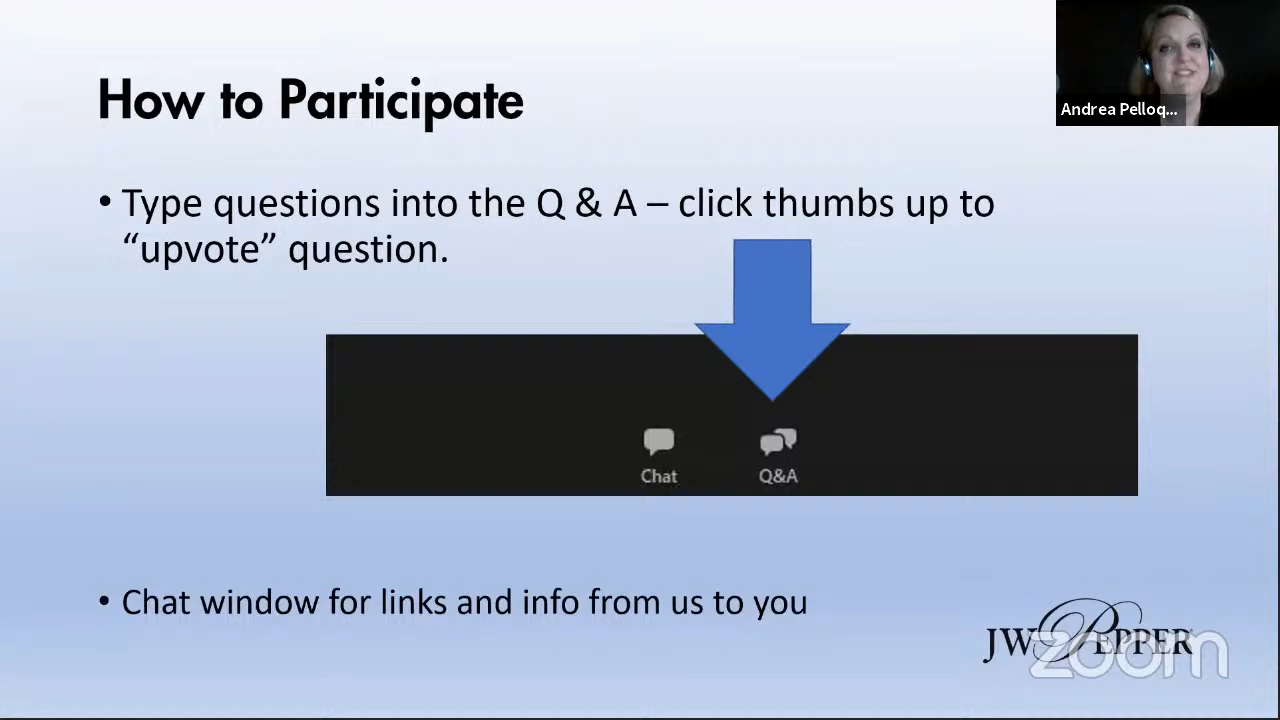 How to Participate
Andrea Pelloq...
• Type questions into the Q & A – click thumbs up to
“upvote” question.
Chat
Q&A
• Chat window for links and info from us to you
JW PEPPER
zoom